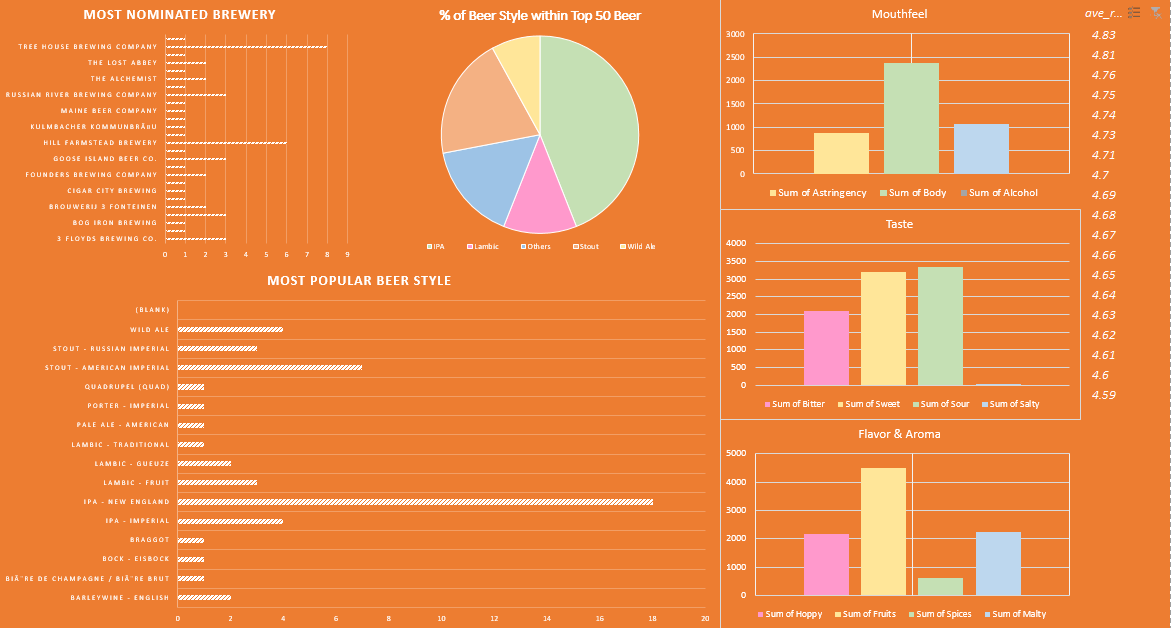 MOST NOMINATED BREWERY
TREE HOUSE BREWING COMPANY
THE LOST ABBEY
THE ALCHEMIST
RUSSIAN RIVER BREWING COMPANY
MAINE BEER COMPANY
KULMBACHER KOMMUNBRÄU
HILL FARMSTEAD BREWERY
GOOSE ISLAND BEER CO.
FOUNDERS BREWING COMPANY
CIGAR CITY BREWING
BROUWERIJ 3 FONTEINEN
BOG IRON BREWING
3 FLOYDS BREWING CO.
0 1 2 3 4 5 6 7 8 9
% of Beer Style within Top 50 Beer
IPA Lambic Others Stout Wild Ale
MOST POPULAR BEER STYLE
(BLANK)
WILD ALE
STOUT - RUSSIAN IMPERIAL
STOUT - AMERICAN IMPERIAL
QUADRUPEL (QUAD)
PORTER - IMPERIAL
PALE ALE - AMERICAN
LAMBIC - TRADITIONAL
LAMBIC - GUEUZE
LAMBIC - FRUIT
IPA - NEW ENGLAND
IPA - IMPERIAL
BRAGGOT
BOCK - EISBOCK
BIÃ¨RE DE CHAMPAGNE / BIÃ¨RE BRUT
BARLEYWINE - ENGLISH
0 2 4 6 8 10 12 14 16 18 20
Mouthfeel
3000
2500
2000
1500
1000
500
0
Sum of Astringency Sum of Body Sum of Alcohol
Taste
4000
3500
3000
2500
2000
1500
1000
500
0
Sum of Bitter Sum of Sweet Sum of Sour Sum of Salty
Flavor & Aroma
5000
4000
3000
2000
1000
0
Sum of Hoppy Sum of Fruits Sum of Spices Sum of Malty
ave_r...
4.83
4.81
4.76
4.75
4.74
4.73
4.71
4.7
4.69
4.68
4.67
4.66
4.65
4.64
4.63
4.62
4.61
4.6
4.59